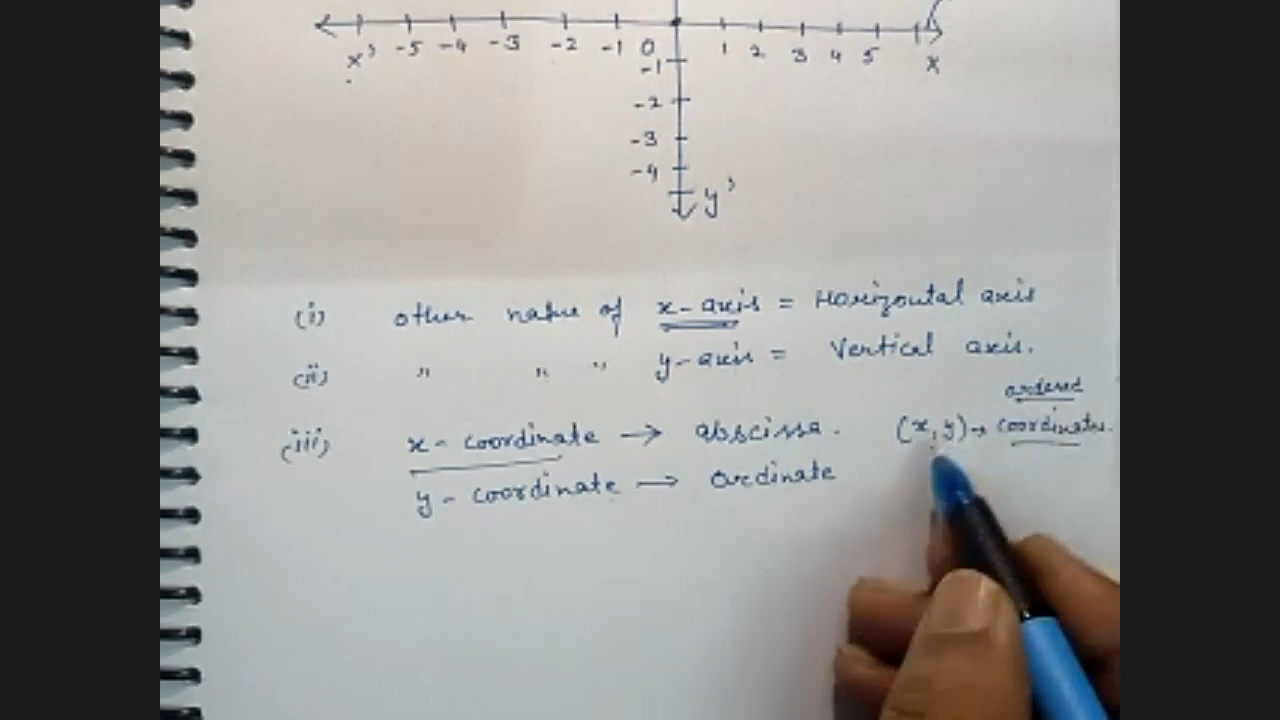 x' -5 -4 -3 -2 -1 0 1 2 3 4 5 x
-1
-2
-3
-4
y'
(i) other name of x-axis = Horizontal axis
(ii) " " " y-axis = Vertical axis.
(iii) x-coordinate → abscissa. (x,y) → ordered coordinates.
y-coordinate → ordinate